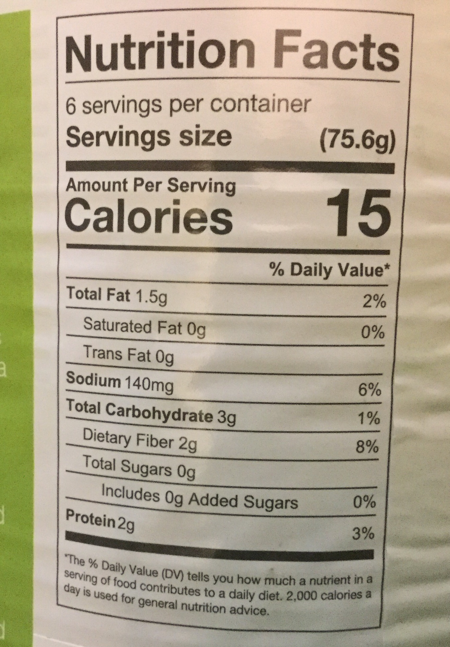 Nutrition Facts
6 servings per container
Servings size (75.6g)
Amount Per Serving
Calories 15
% Daily Value*
Total Fat 1.5g 2%
Saturated Fat 0g 0%
Trans Fat 0g
Sodium 140mg 6%
Total Carbohydrate 3g 1%
Dietary Fiber 2g 8%
Total Sugars 0g
Includes 0g Added Sugars 0%
Protein 2g 3%
*The % Daily Value (DV) tells you how much a nutrient in a
serving of food contributes to a daily diet. 2,000 calories a
day is used for general nutrition advice.